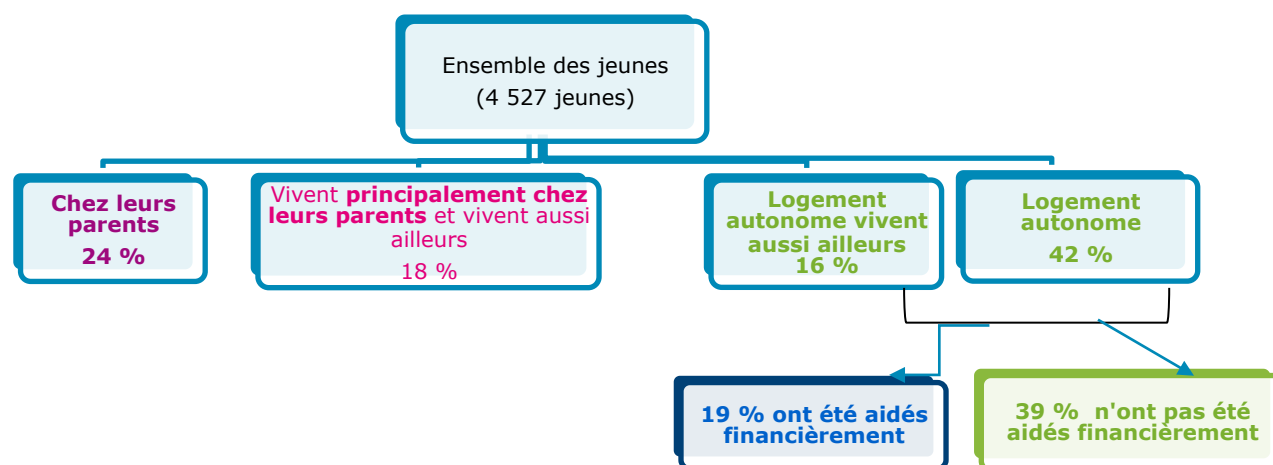 Ensemble des jeunes
(4 527 jeunes)
Chez leurs
parents
24 %
Vivent principalement chez
leurs parents et vivent aussi
ailleurs
18 %
Logement
autonome vivent
aussi ailleurs
16 %
Logement
autonome
42 %
19 % ont été aidés
financièrement
39 % n'ont pas été
aidés financièrement